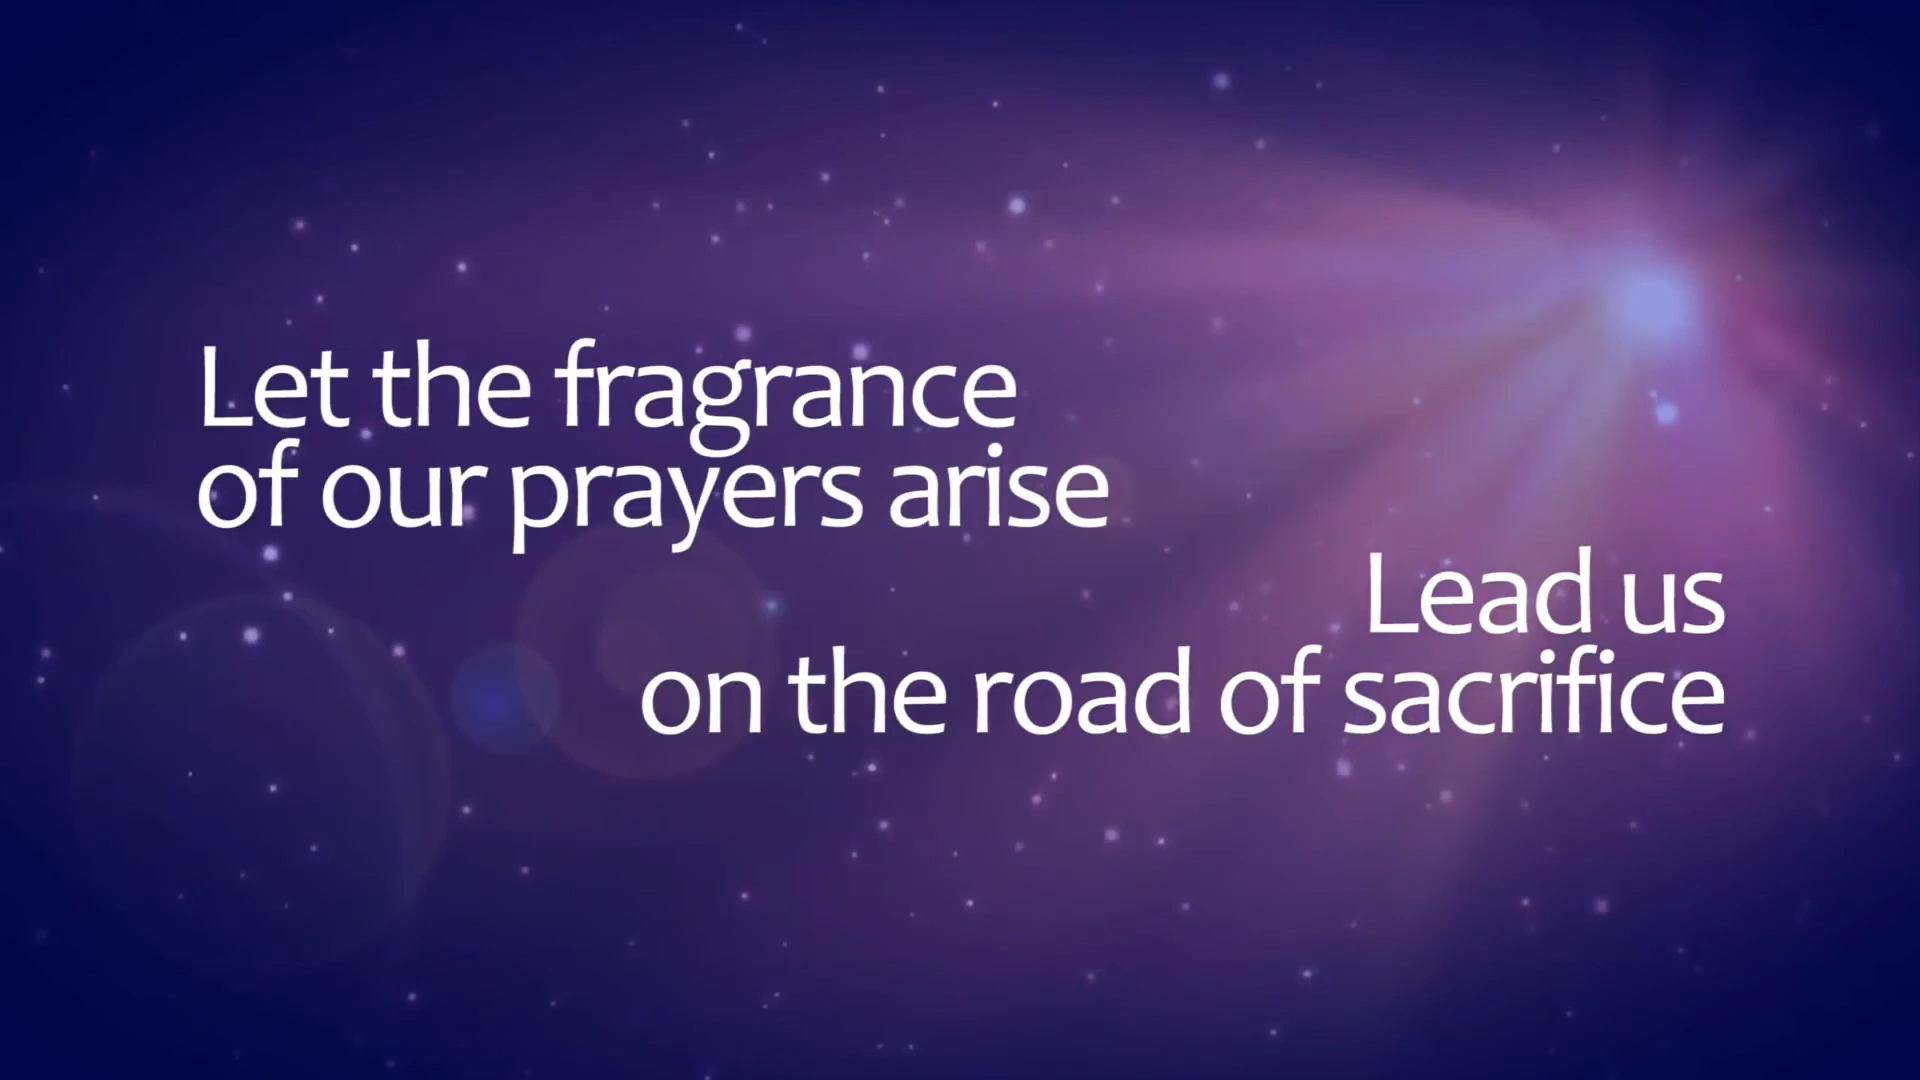 Let the fragrance
of our prayers arise
Lead us
on the road of sacrifice